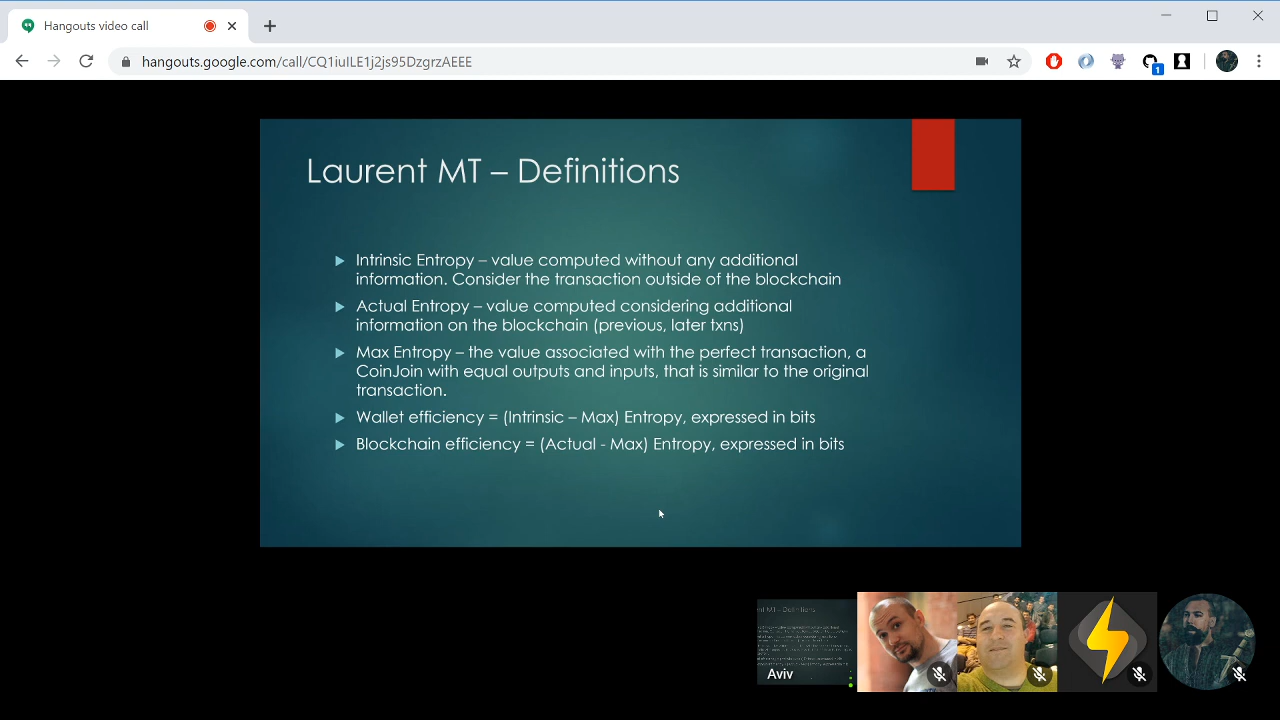 Hangouts video call
hangouts.google.com/call/CQ1iuILE1j2js95DzgrzAEEE
1
Laurent MT – Definitions
Intrinsic Entropy – value computed without any additional
information. Consider the transaction outside of the blockchain
Actual Entropy – value computed considering additional
information on the blockchain (previous, later txns)
Max Entropy – the value associated with the perfect transaction, a
CoinJoin with equal outputs and inputs, that is similar to the original
transaction.
Wallet efficiency = (Intrinsic – Max) Entropy, expressed in bits
Blockchain efficiency = (Actual - Max) Entropy, expressed in bits
nt MT – Definitions
Aviv